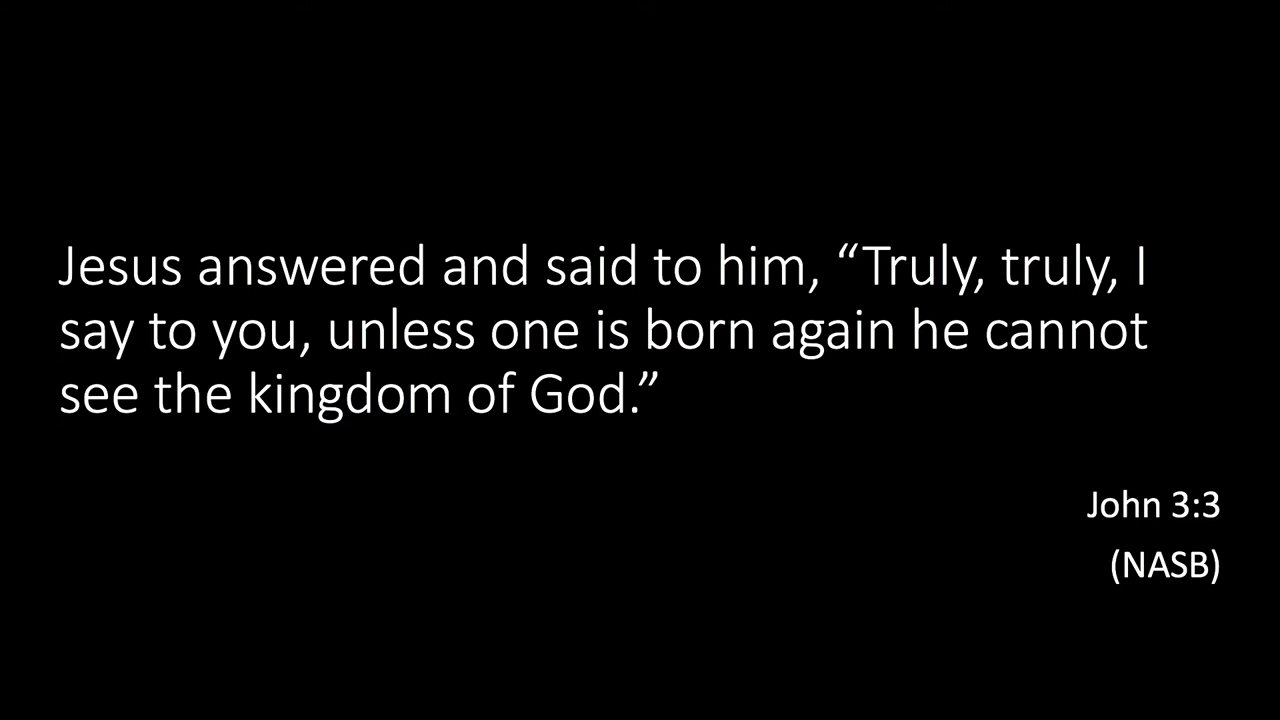 Jesus answered and said to him, “Truly, truly, I
say to you, unless one is born again he cannot
see the kingdom of God.”
John 3:3
(NASB)